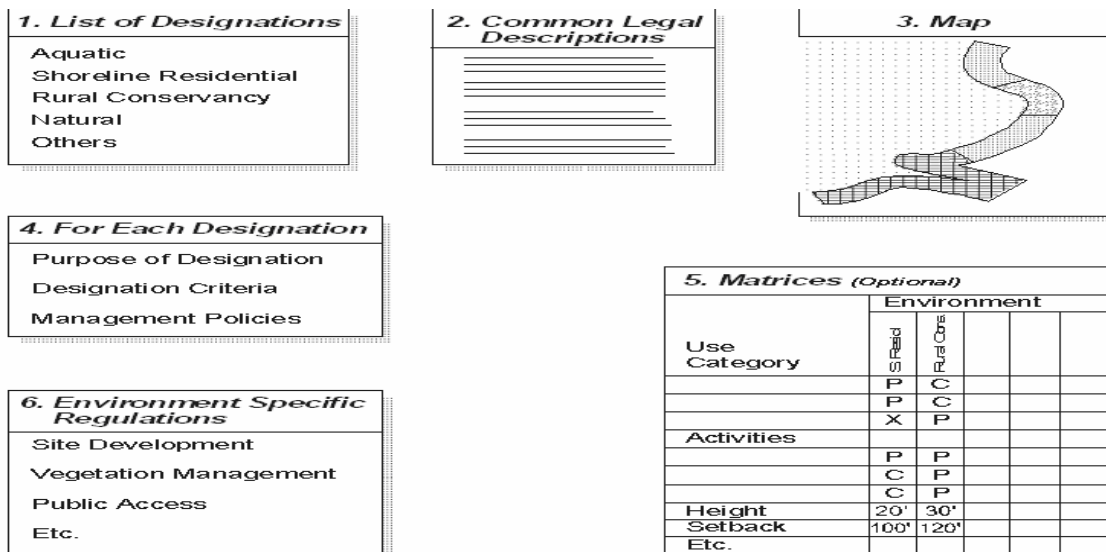 1. List of Designations
Aquatic
Shoreline Residential
Rural Conservancy
Natural
Others
2. Common Legal
Descriptions
3. Map
4. For Each Designation
Purpose of Designation
Designation Criteria
Management Policies
5. Matrices (Optional)
Environment
Use
Category
S Resid
Rural Cons.
P C
P C
X P
Activities
P P
C P
C P
Height 20' 30'
Setback 100' 120'
Etc.
6. Environment Specific
Regulations
Site Development
Vegetation Management
Public Access
Etc.